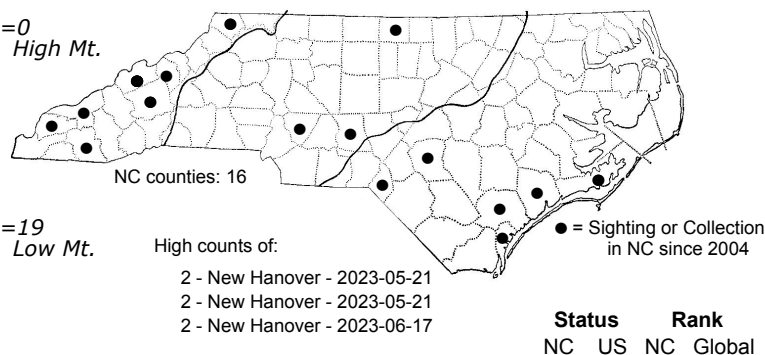 =0
High Mt.
NC counties: 16
=19
Low Mt.
High counts of:
2 - New Hanover - 2023-05-21
2 - New Hanover - 2023-05-21
2 - New Hanover - 2023-06-17
● = Sighting or Collection
in NC since 2004
Status Rank
NC US NC Global